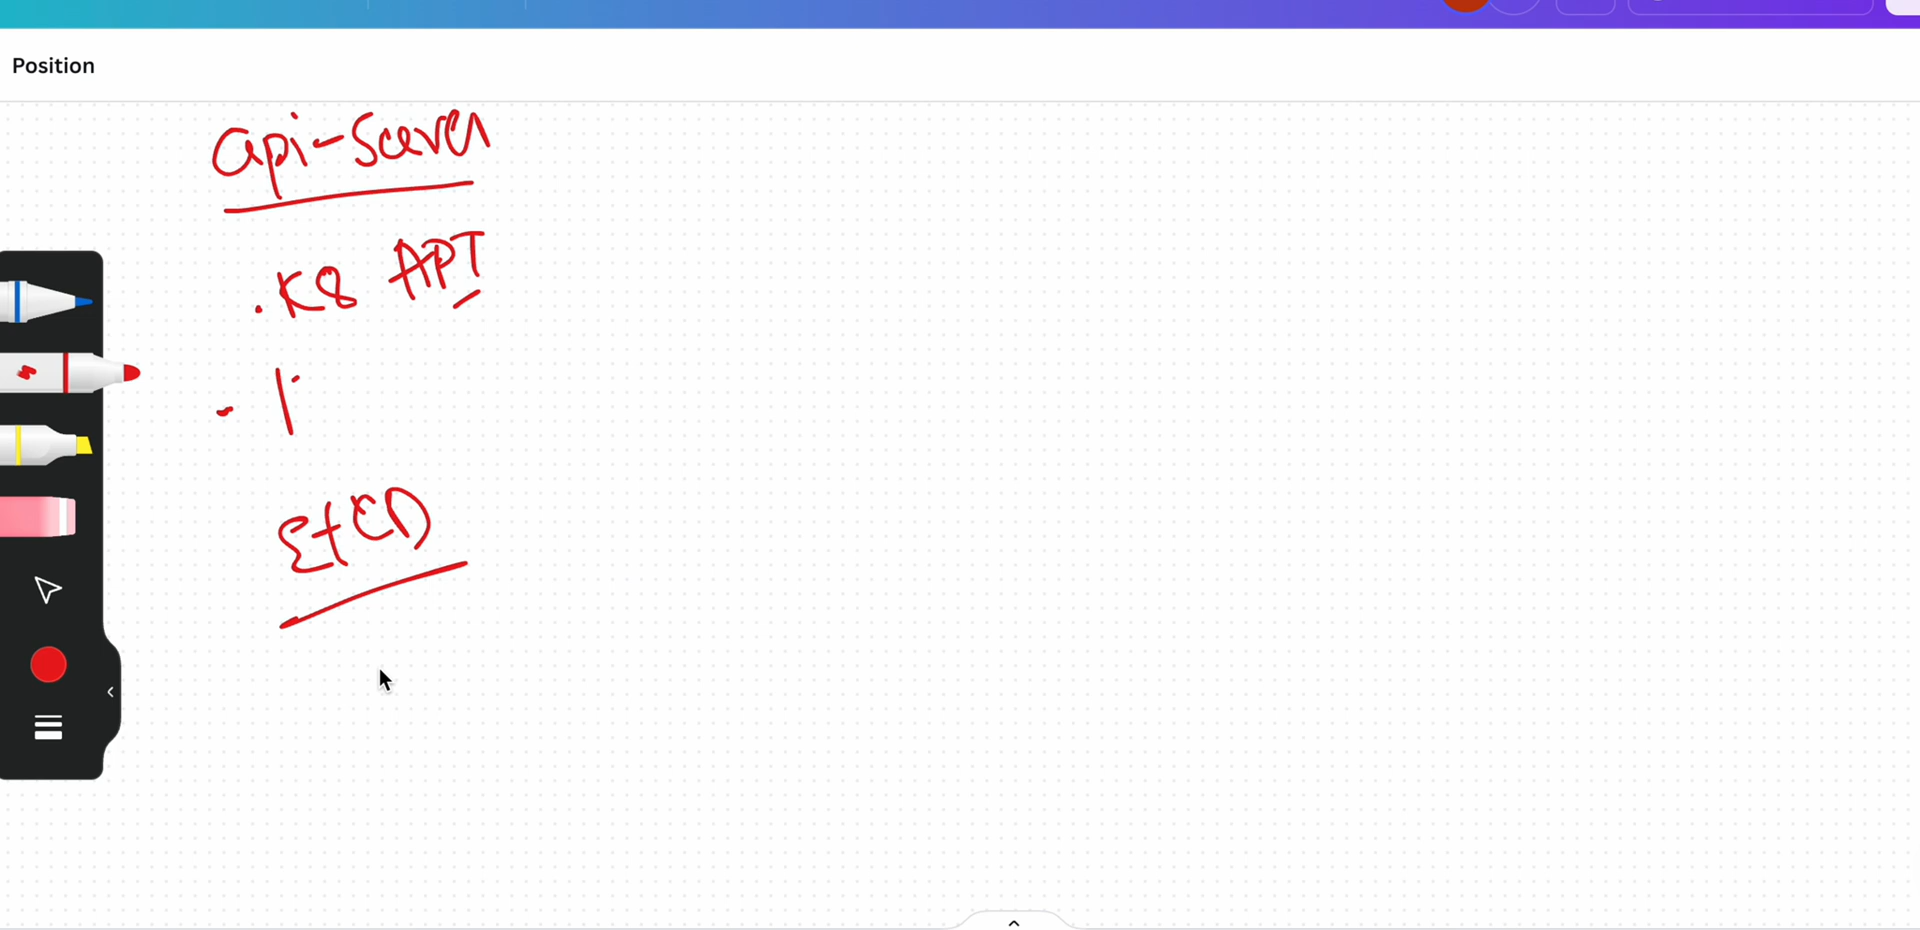 Position
api-Server
. K8 API
EtCD